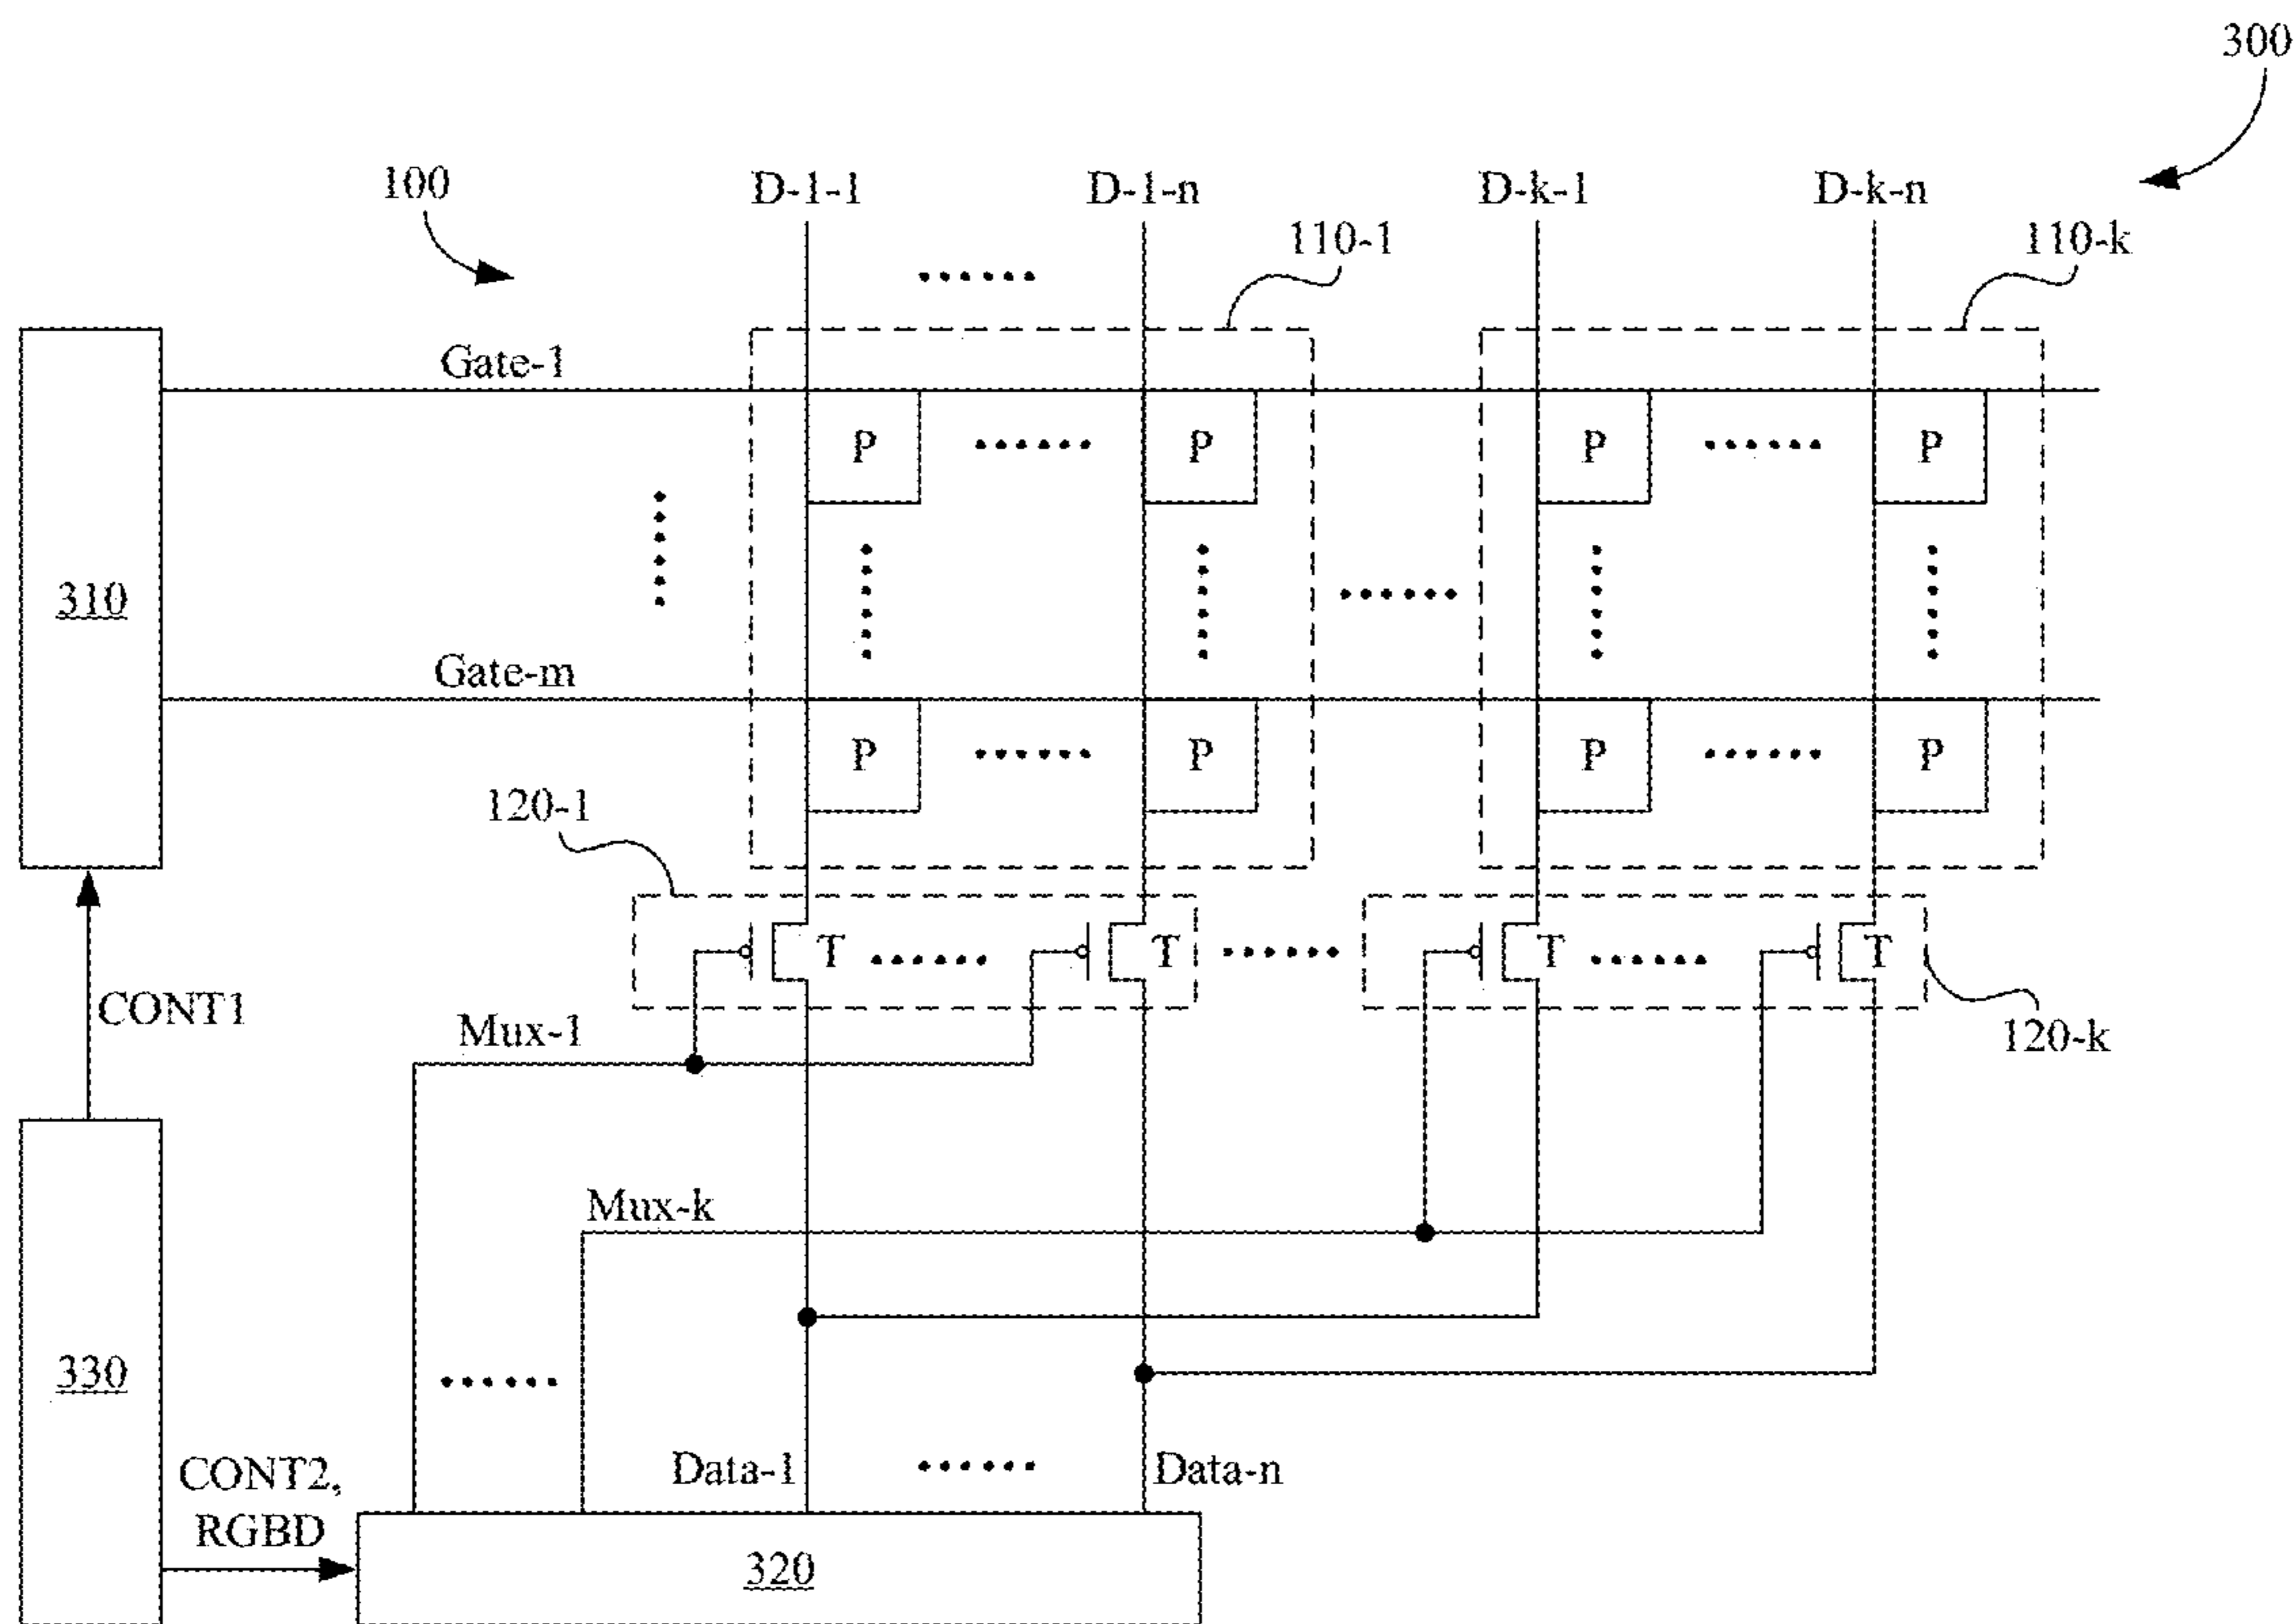 300
100
D-1-1
D-1-n
D-k-1
D-k-n
110-1
110-k
Gate-1
P
P
P
P
310
Gate-m
P
P
P
P
120-1
T
T
T
T
CONT1
Mux-1
120-k
Mux-k
330
CONT2,
RGBD
Data-1
Data-n
320